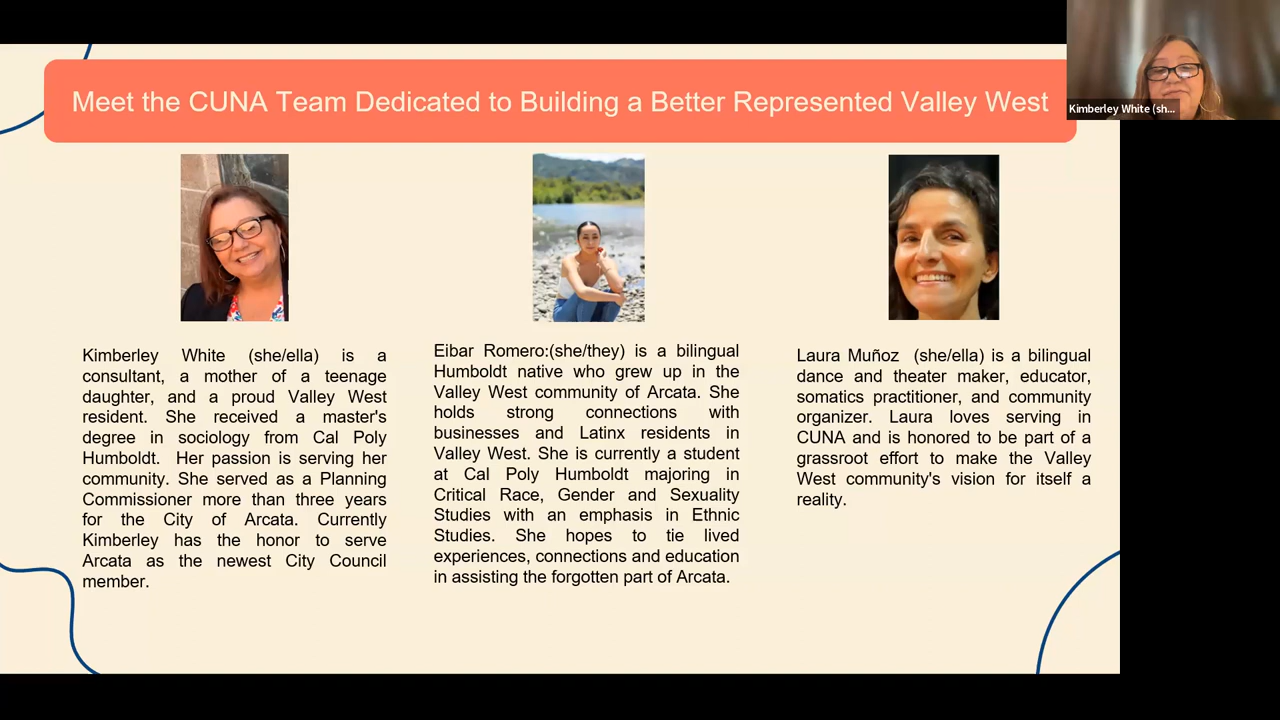 Meet the CUNA Team Dedicated to Building a Better Represented Valley West
Kimberley White (sh...
Kimberley White (she/ella) is a
consultant, a mother of a teenage
daughter, and a proud Valley West
resident. She received a master's
degree in sociology from Cal Poly
Humboldt. Her passion is serving her
community. She served as a Planning
Commissioner more than three years
for the City of Arcata. Currently
Kimberley has the honor to serve
Arcata as the newest City Council
member.
Eibar Romero:(she/they) is a bilingual
Humboldt native who grew up in the
Valley West community of Arcata. She
holds strong connections with
businesses and Latinx residents in
Valley West. She is currently a student
at Cal Poly Humboldt majoring in
Critical Race, Gender and Sexuality
Studies with an emphasis in Ethnic
Studies. She hopes to tie lived
experiences, connections and education
in assisting the forgotten part of Arcata.
Laura Muñoz (she/ella) is a bilingual
dance and theater maker, educator,
somatics practitioner, and community
organizer. Laura loves serving in
CUNA and is honored to be part of a
grassroot effort to make the Valley
West community's vision for itself a
reality.